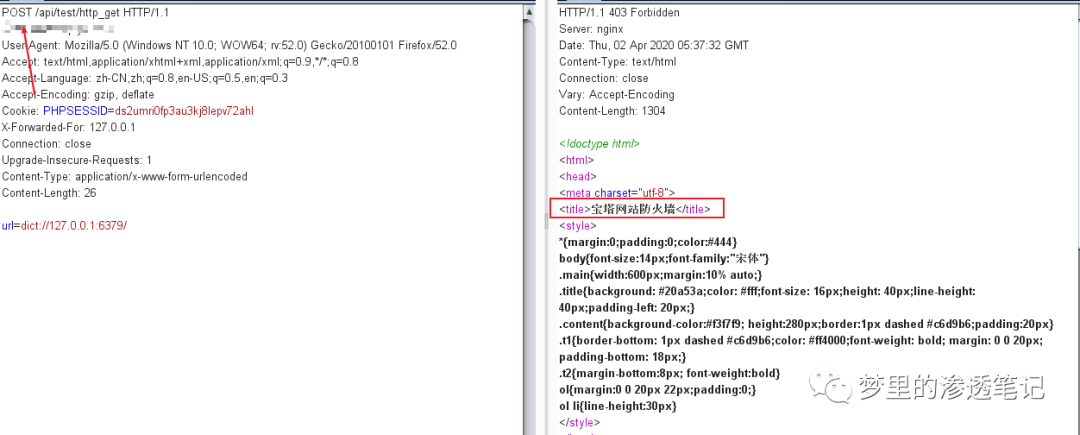 POST /api/test/http_get HTTP/1.1
User-Agent: Mozilla/5.0 (Windows NT 10.0; WOW64; rv:52.0) Gecko/20100101 Firefox/52.0
Accept: text/html,application/xhtml+xml,application/xml;q=0.9,*/*;q=0.8
Accept-Language: zh-CN,zh;q=0.8,en-US;q=0.5,en;q=0.3
Accept-Encoding: gzip, deflate
Cookie: PHPSESSID=ds2umri0fp3au3kj8lepv72ahl
X-Forwarded-For: 127.0.0.1
Connection: close
Upgrade-Insecure-Requests: 1
Content-Type: application/x-www-form-urlencoded
Content-Length: 26
url=dict://127.0.0.1:6379/
HTTP/1.1 403 Forbidden
Server: nginx
Date: Thu, 02 Apr 2020 05:37:32 GMT
Content-Type: text/html
Connection: close
Vary: Accept-Encoding
Content-Length: 1304
<!doctype html>
<html>
<head>
<meta charset="utf-8">
<title>宝塔网站防火墙</title>
<style>
*{margin:0;padding:0;color:#444}
body{font-size:14px;font-family:"宋体"}
.main{width:600px;margin:10% auto;}
.title{background: #20a53a;color: #fff;font-size: 16px;height: 40px;line-height:
40px;padding-left: 20px;}
.content{background-color:#f3f7f9; height:280px;border:1px dashed #c6d9b6;padding:20px}
.t1{border-bottom: 1px dashed #c6d9b6;color: #ff4000;font-weight: bold; margin: 0 0 20px;
padding-bottom: 18px;}
.t2{margin-bottom:8px; font-weight:bold}
ol{margin:0 0 20px 22px;padding:0;}
ol li{line-height:30px}
</style>
梦里的渗透笔记